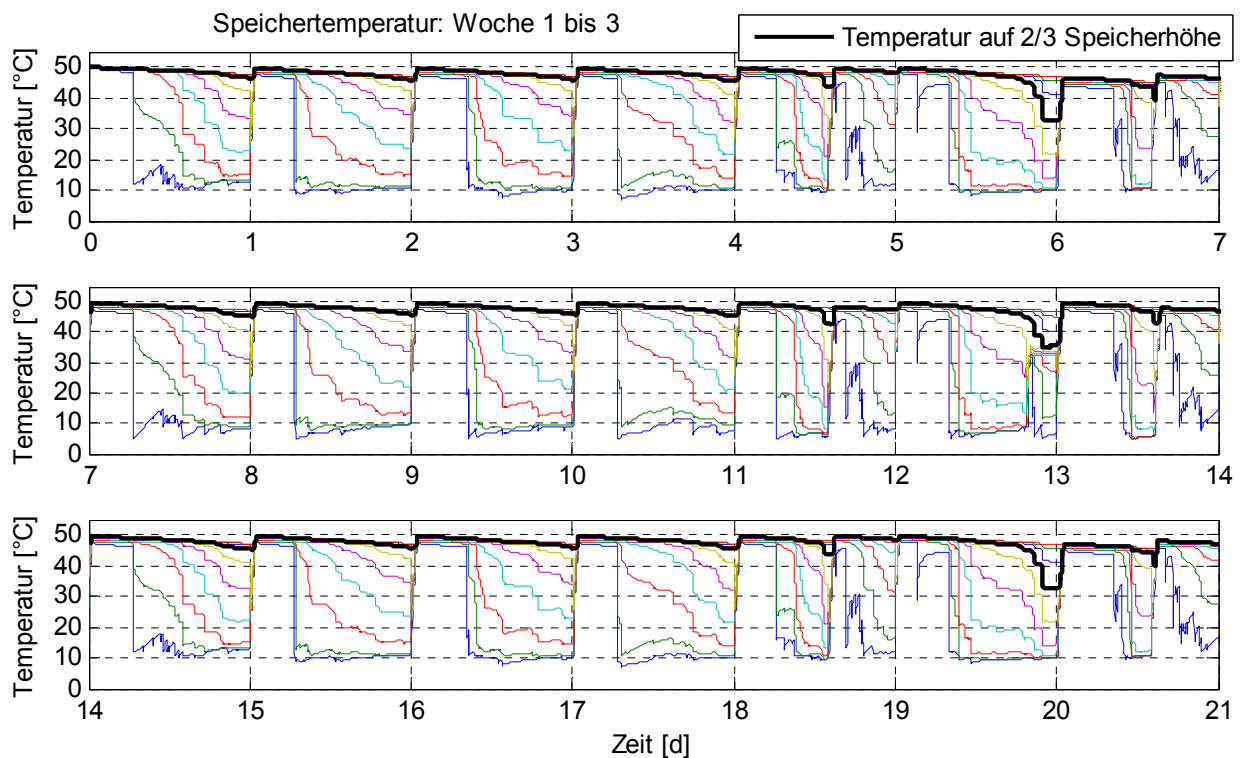 Speichertemperatur: Woche 1 bis 3
Temperatur auf 2/3 Speicherhöhe
Temperatur [°C]
50
40
30
20
10
0
0 1 2 3 4 5 6 7
Temperatur [°C]
50
40
30
20
10
0
7 8 9 10 11 12 13 14
Temperatur [°C]
50
40
30
20
10
0
14 15 16 17 18 19 20 21
Zeit [d]